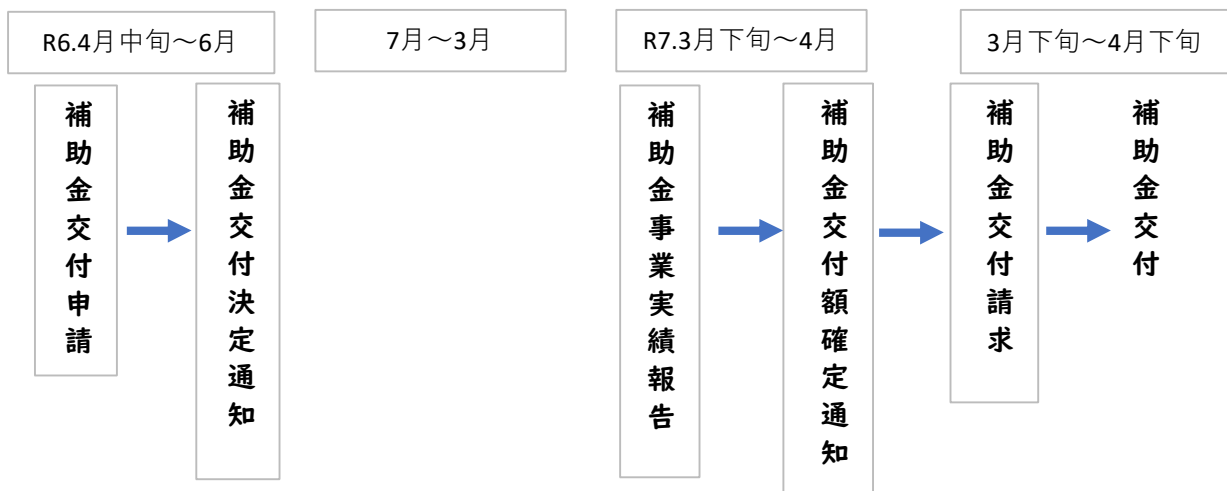 R6.4月中旬～6月
7月～3月
R7.3月下旬～4月
3月下旬～4月下旬
補助金交付申請
補助金交付決定通知
補助金事業実績報告
補助金交付額確定通知
補助金交付請求
補助金交付